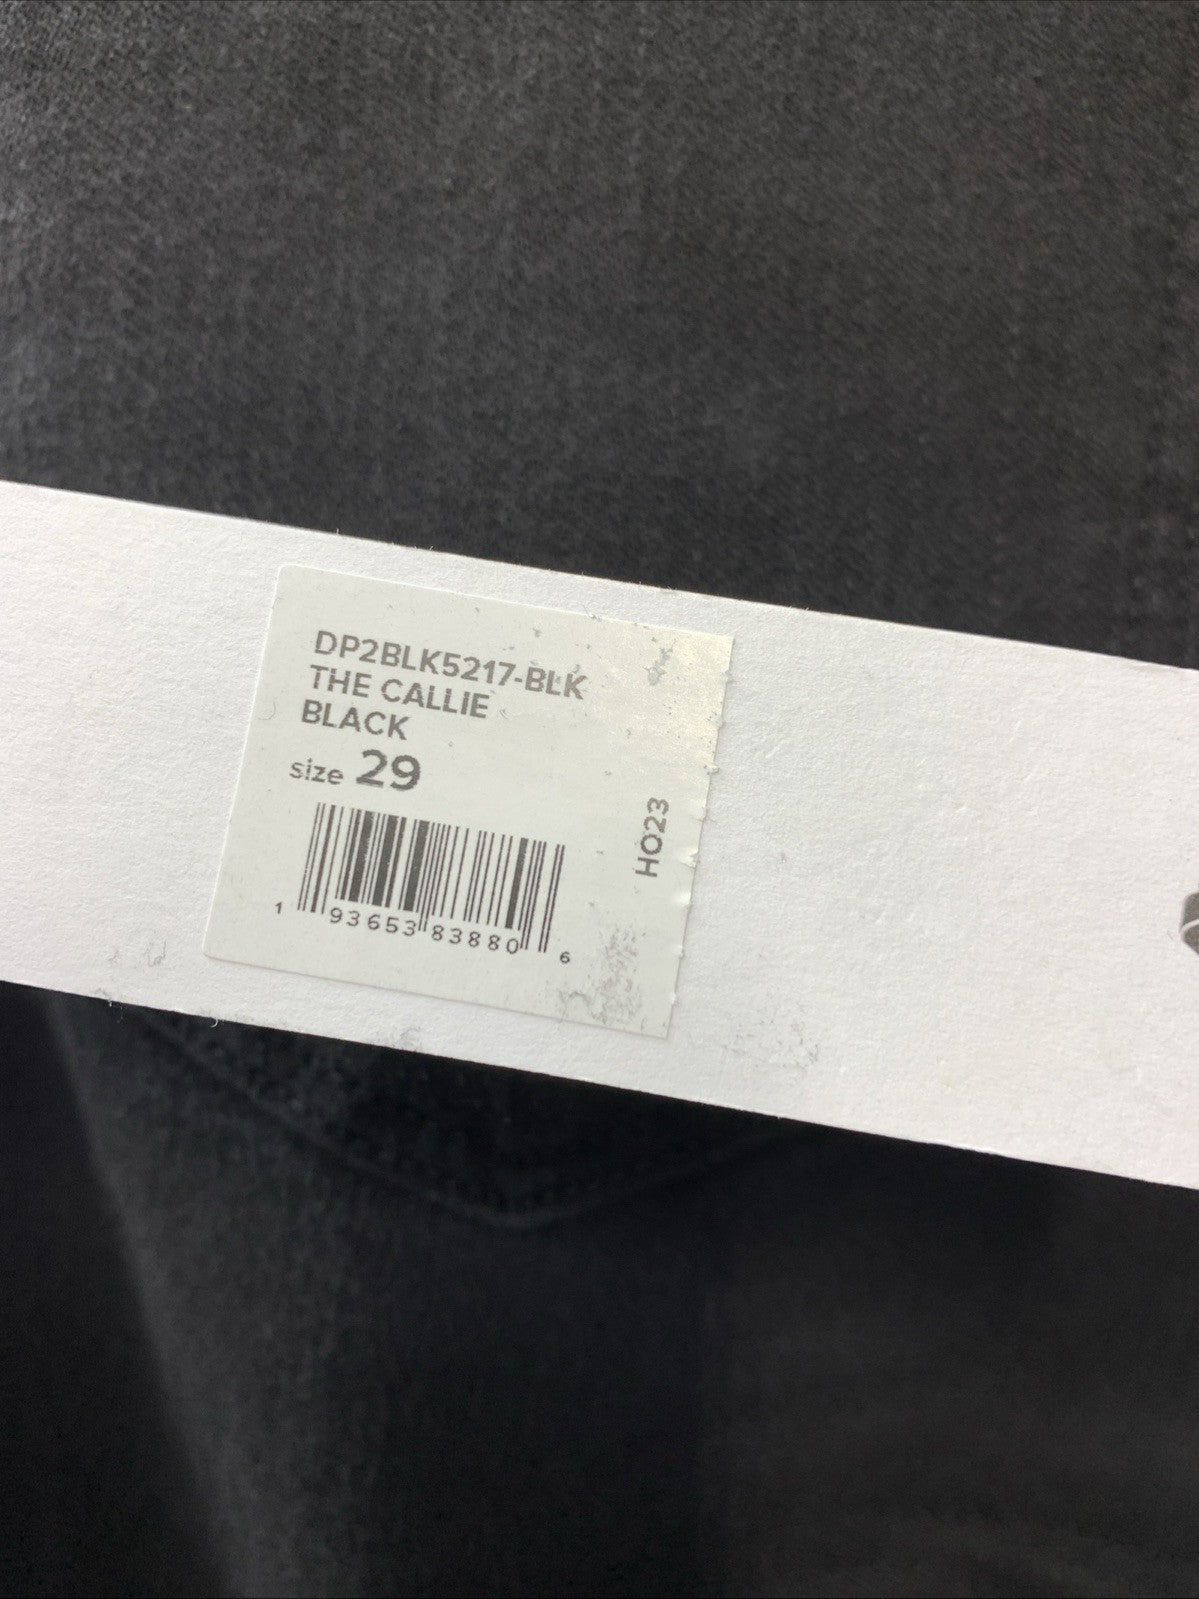 DP2BLK5217-BLK
THE CALLIE
BLACK
size 29
HO23
1 93653 83880 6